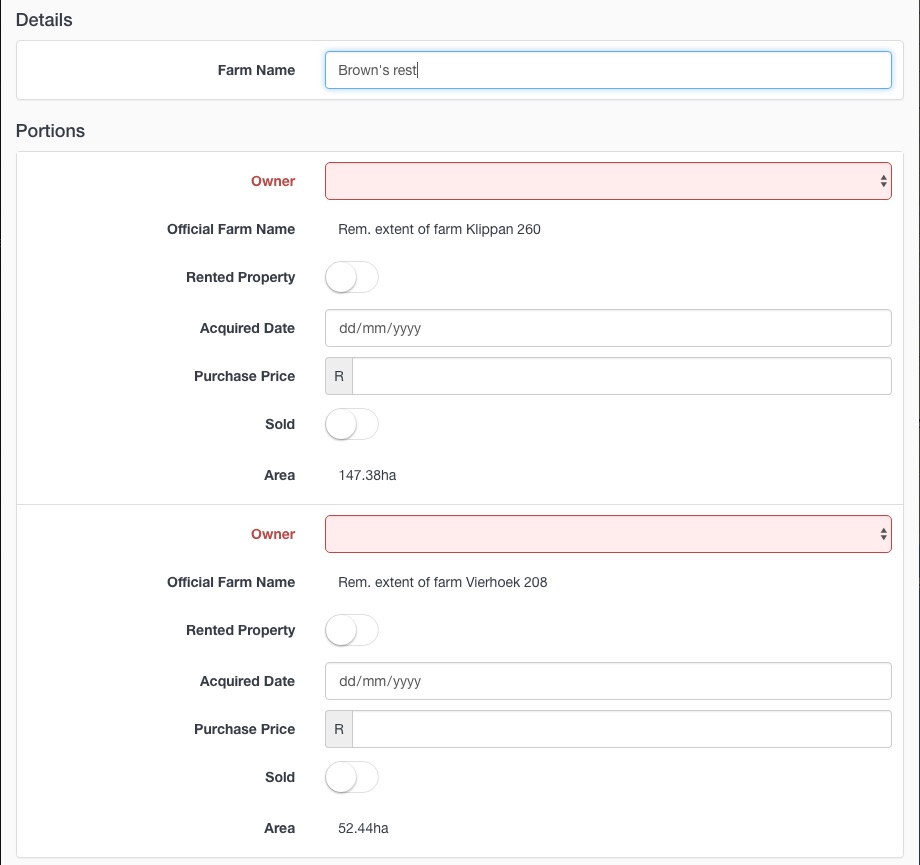 Details
Farm Name Brown's rest
Portions
Owner
Official Farm Name Rem. extent of farm Klippan 260
Rented Property
Acquired Date dd/mm/yyyy
Purchase Price R
Sold
Area 147.38ha
Owner
Official Farm Name Rem. extent of farm Vierhoek 208
Rented Property
Acquired Date dd/mm/yyyy
Purchase Price R
Sold
Area 52.44ha